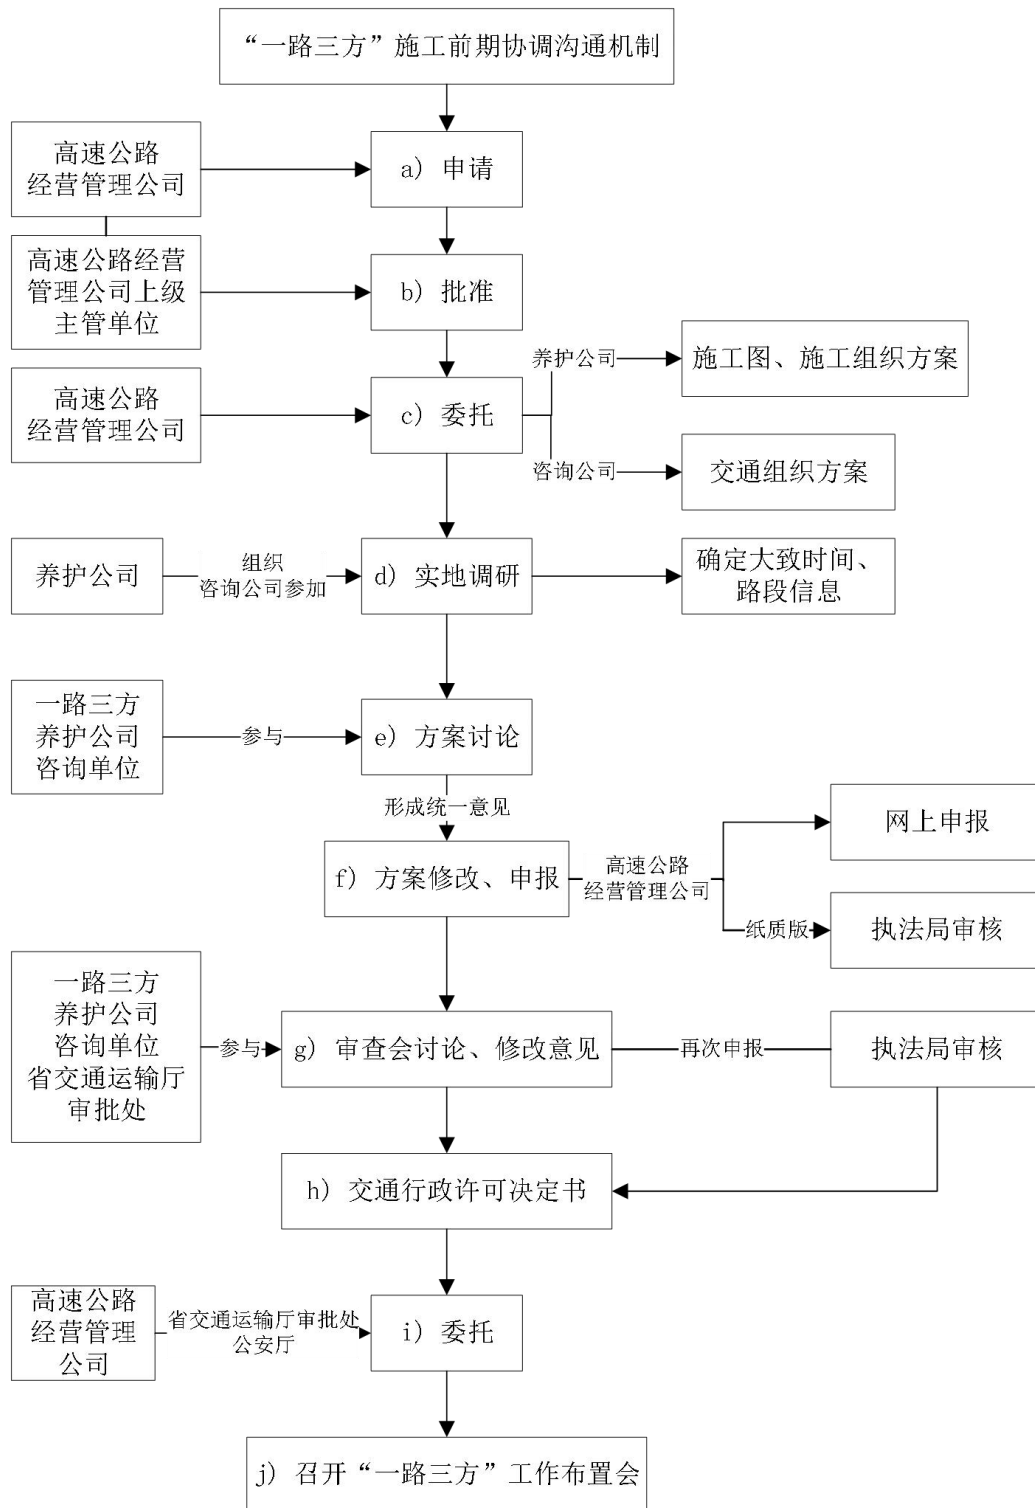 “一路三方”施工前期协调沟通机制
高速公路
经营管理公司
a) 申请
高速公路经营
管理公司上级
主管单位
b) 批准
高速公路
经营管理公司
c) 委托
养护公司
施工图、施工组织方案
咨询公司
交通组织方案
养护公司
组织
咨询公司参加
d) 实地调研
确定大致时间、
路段信息
一路三方
养护公司
咨询单位
参与
e) 方案讨论
形成统一意见
f) 方案修改、申报
高速公路
经营管理公司
网上申报
纸质版
执法局审核
一路三方
养护公司
咨询单位
省交通运输厅
审批处
参与
g) 审查会讨论、修改意见
再次申报
执法局审核
h) 交通行政许可决定书
高速公路
经营管理
公司
省交通运输厅审批处
公安厅
i) 委托
j) 召开“一路三方”工作布置会